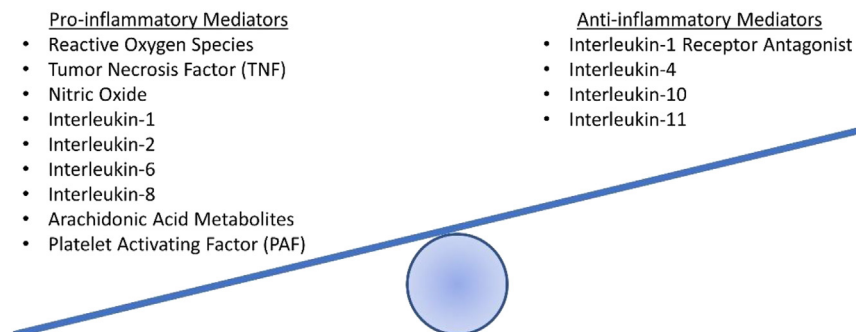 Pro-inflammatory Mediators
• Reactive Oxygen Species
• Tumor Necrosis Factor (TNF)
• Nitric Oxide
• Interleukin-1
• Interleukin-2
• Interleukin-6
• Interleukin-8
• Arachidonic Acid Metabolites
• Platelet Activating Factor (PAF)
Anti-inflammatory Mediators
• Interleukin-1 Receptor Antagonist
• Interleukin-4
• Interleukin-10
• Interleukin-11